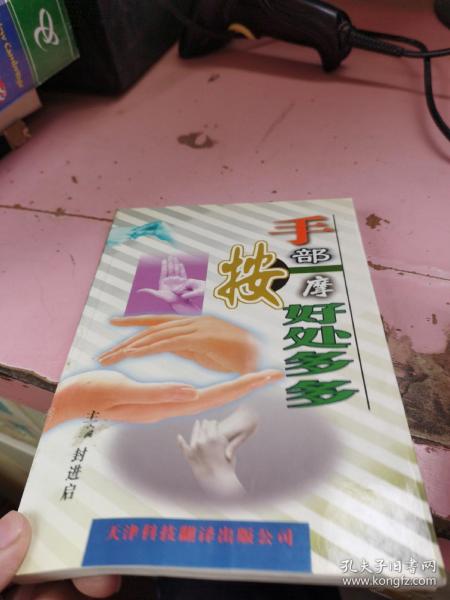 手部按摩
好处多多
主编 封进启
天津科技翻译出版公司
孔夫子旧书网
www.kongfz.com